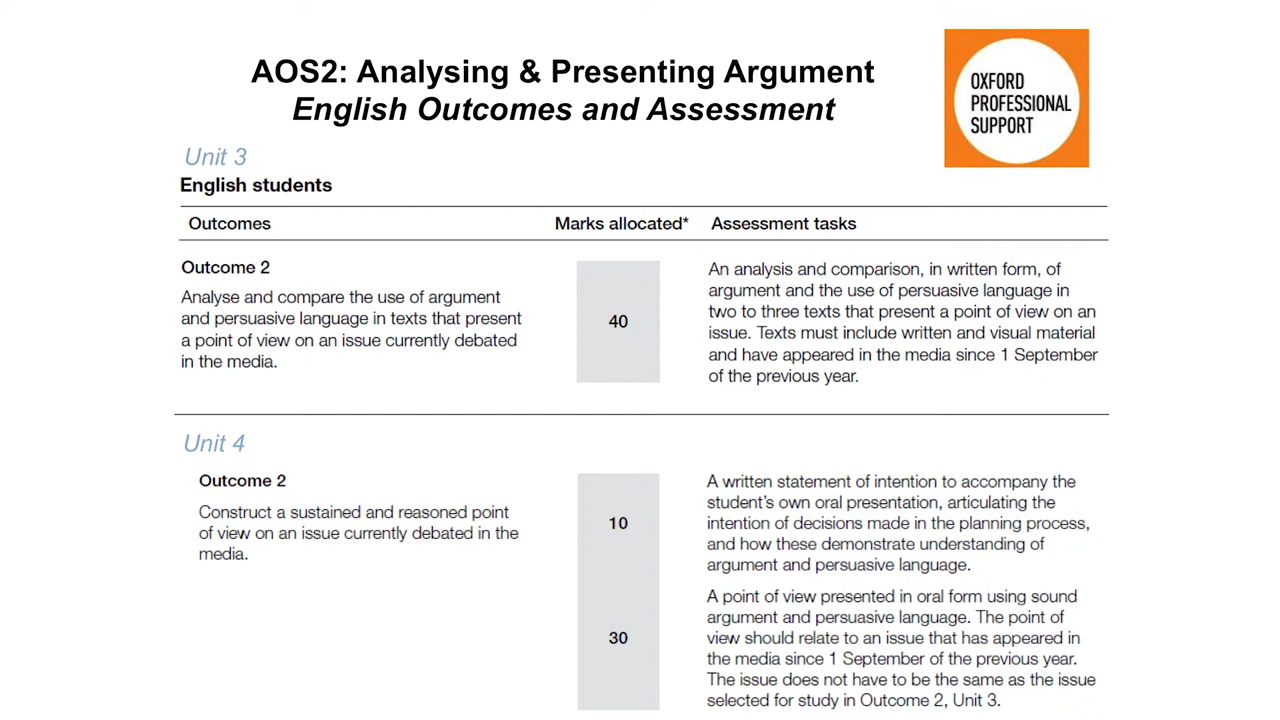 AOS2: Analysing & Presenting Argument
English Outcomes and Assessment
OXFORD
PROFESSIONAL
SUPPORT
Unit 3
English students
Outcomes
Marks allocated*
Assessment tasks
Outcome 2
Analyse and compare the use of argument
and persuasive language in texts that present
a point of view on an issue currently debated
in the media.
40
An analysis and comparison, in written form, of
argument and the use of persuasive language in
two to three texts that present a point of view on an
issue. Texts must include written and visual material
and have appeared in the media since 1 September
of the previous year.
Unit 4
Outcome 2
Construct a sustained and reasoned point
of view on an issue currently debated in the
media.
10
A written statement of intention to accompany the
student's own oral presentation, articulating the
intention of decisions made in the planning process,
and how these demonstrate understanding of
argument and persuasive language.
30
A point of view presented in oral form using sound
argument and persuasive language. The point of
view should relate to an issue that has appeared in
the media since 1 September of the previous year.
The issue does not have to be the same as the issue
selected for study in Outcome 2, Unit 3.